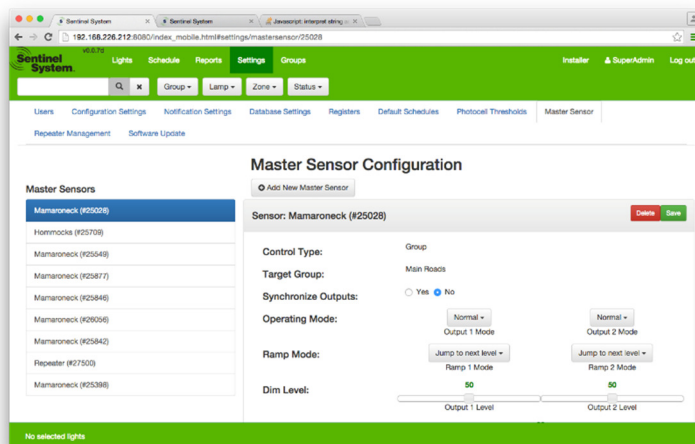 Sentinel System
Sentinel System
Javascript: interpret string
192.168.226.212:8080/index_mobile.html#settings/mastersensor/25028
Sentinel System.
v0.0.7d
Lights Schedule Reports Settings Groups Installer SuperAdmin Log out
Group Lamp Zone Status
Users Configuration Settings Notification Settings Database Settings Registers Default Schedules Photocell Thresholds Master Sensor
Repeater Management Software Update
Master Sensor Configuration
Master Sensors
Add New Master Sensor
Mamaroneck (#25028)
Hommocks (#25709)
Mamaroneck (#25549)
Mamaroneck (#25877)
Mamaroneck (#25846)
Mamaroneck (#26056)
Mamaroneck (#25842)
Repeater (#27500)
Mamaroneck (#25398)
Sensor: Mamaroneck (#25028) Delete Save
Control Type: Group
Target Group: Main Roads
Synchronize Outputs: Yes No
Operating Mode: Normal Normal
Output 1 Mode Output 2 Mode
Ramp Mode: Jump to next level Jump to next level
Ramp 1 Mode Ramp 2 Mode
Dim Level: 50 50
Output 1 Level Output 2 Level
No selected lights